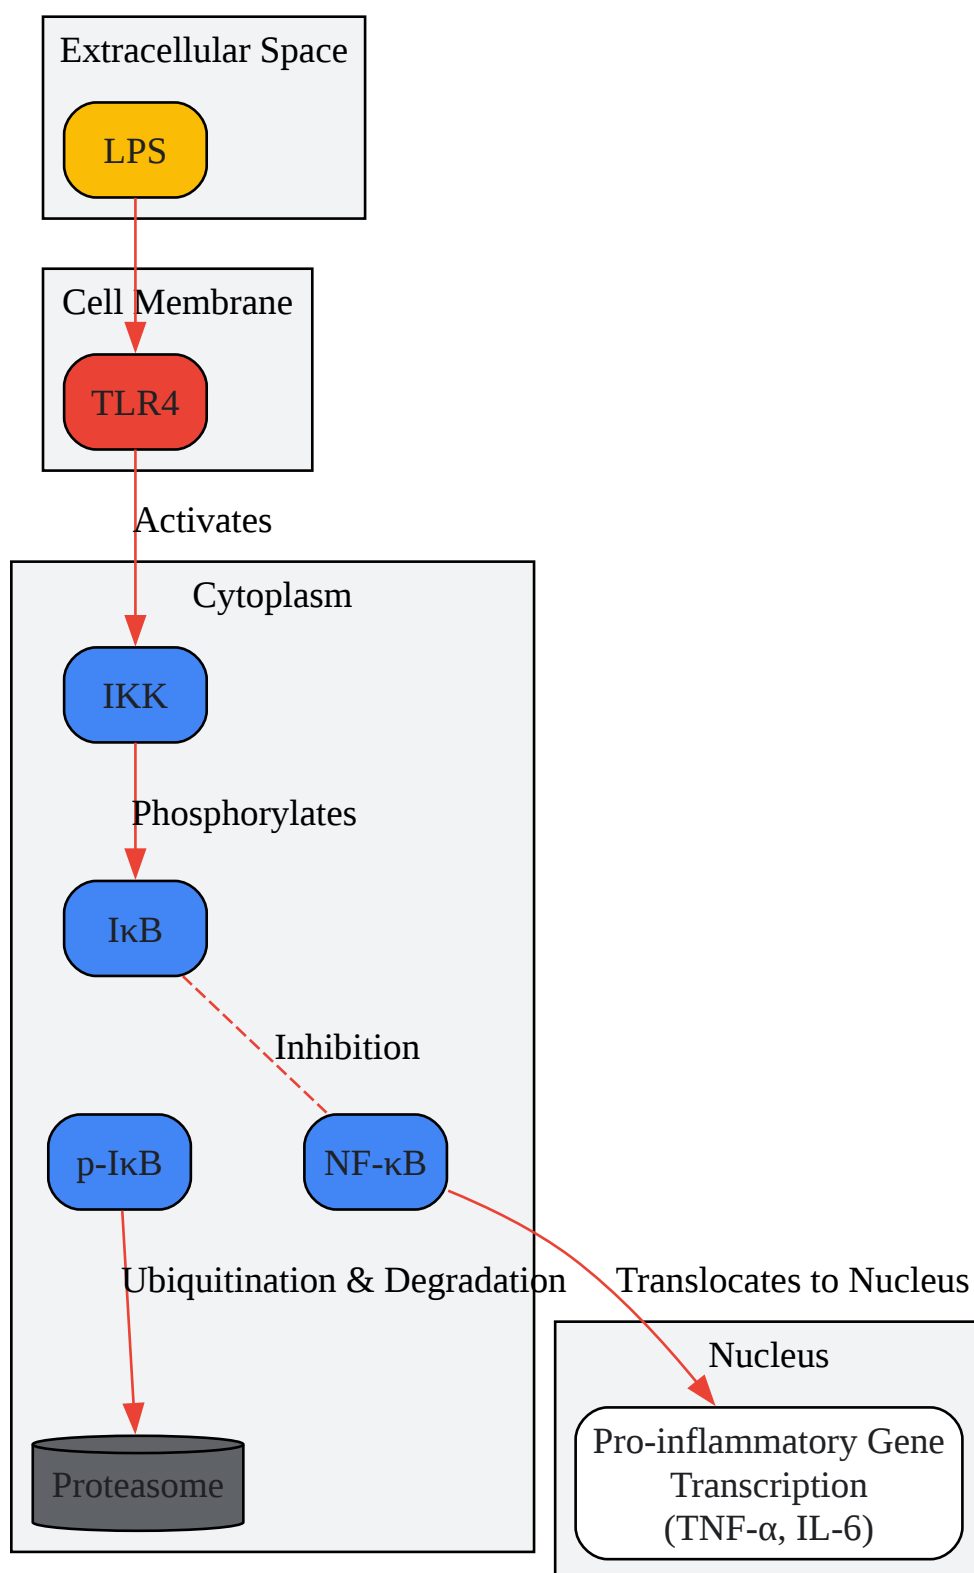 Extracellular Space
LPS
Cell Membrane
TLR4
Activates
Cytoplasm
IKK
Phosphorylates
IκB
Inhibition
p-IκB
NF-κB
Ubiquitination & Degradation
Translocates to Nucleus
Nucleus
Proteasome
Pro-inflammatory Gene
Transcription
(TNF-α, IL-6)